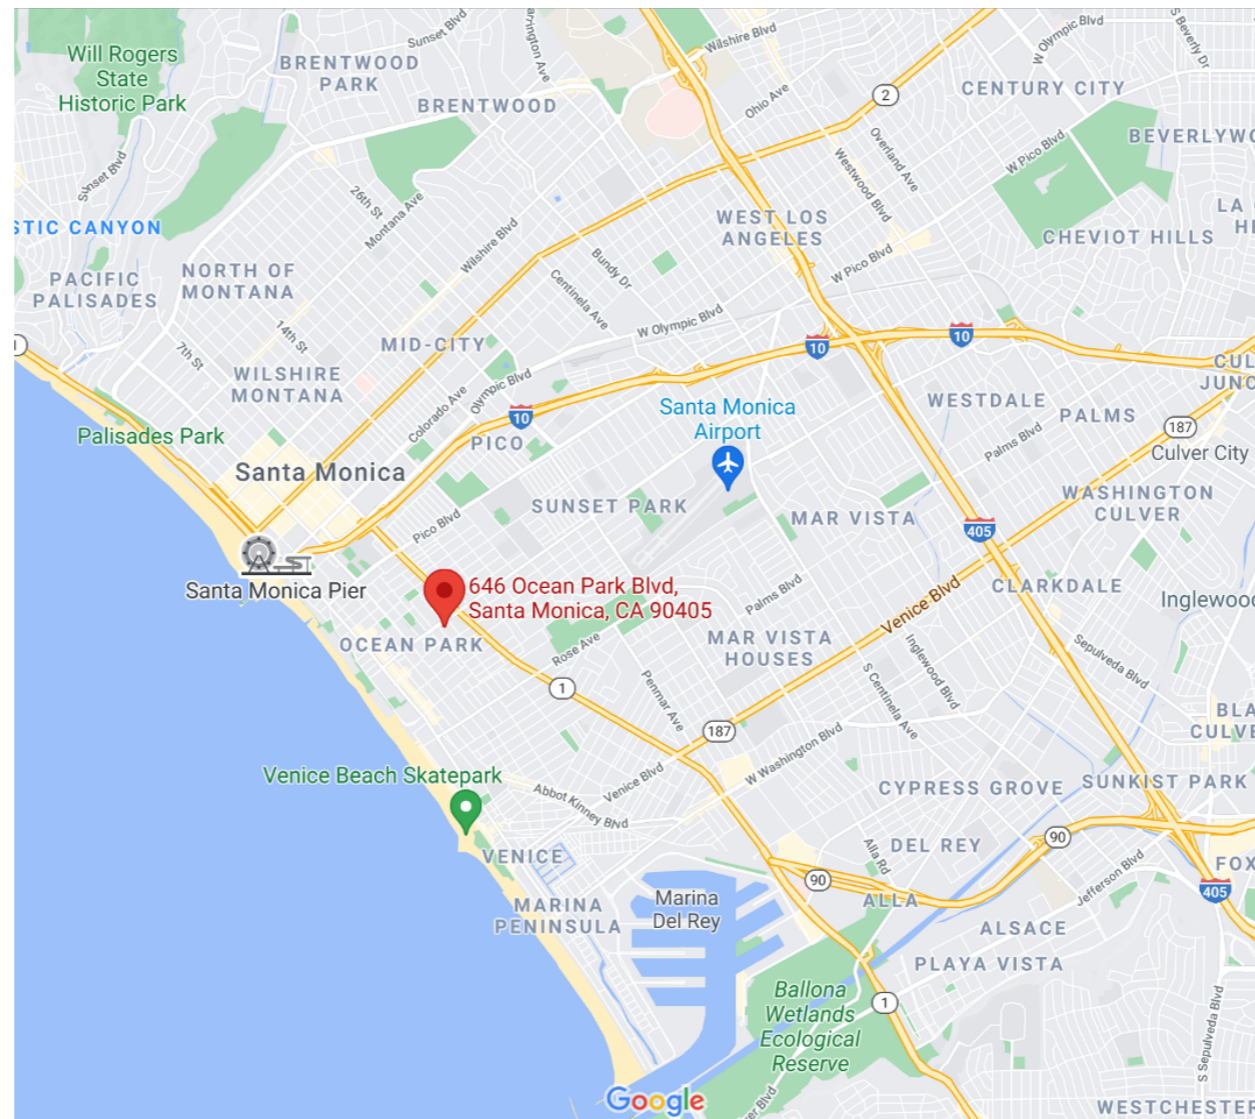 Will Rogers
State
Historic Park
BRENTWOOD
PARK
Sunset Blvd
BRENTWOOD
Wilshire Blvd
W Olympic Blvd
S Beverly Dr
2
CENTURY CITY
Ohio Ave
Overland Ave
Westwood Blvd
W Pico Blvd
Sunset Blvd
26th St
Montana Ave
Wilshire Blvd
WEST LOS
ANGELES
CHEVIOT HILLS
LA
STIC CANYON
PACIFIC
PALISADES
NORTH OF
MONTANA
Bundy Dr
Centinela Ave
W Pico Blvd
W Olympic Blvd
14th St
7th St
MID-CITY
10
10
WILSHIRE
MONTANA
Colorado Ave
Olympic Blvd
10
PICO
Santa Monica
Airport
WESTDALE
PALMS
Palms Blvd
187
Culver City
Palisades Park
Santa Monica
Pico Blvd
SUNSET PARK
MAR VISTA
405
WASHINGTON
CULVER
Santa Monica Pier
646 Ocean Park Blvd,
Santa Monica, CA 90405
Palms Blvd
Venice Blvd
CLARKDALE
Inglewood
OCEAN PARK
Rose Ave
MAR VISTA
HOUSES
Penmar Ave
S Centinela Ave
Inglewood Blvd
Sepulveda Blvd
1
187
W Washington Blvd
BLA
CULVE
Venice Beach Skatepark
Abbot Kinney Blvd
Venice Blvd
CYPRESS GROVE
SUNKIST PARK
VENICE
DEL REY
90
Alla Rd
90
ALLA
Jefferson Blvd
FOX
405
MARINA
PENINSULA
Marina
Del Rey
ALSACE
PLAYA VISTA
Ballona
Wetlands
Ecological
Reserve
1
S Sepulveda Blvd
Google
WESTCHESTER